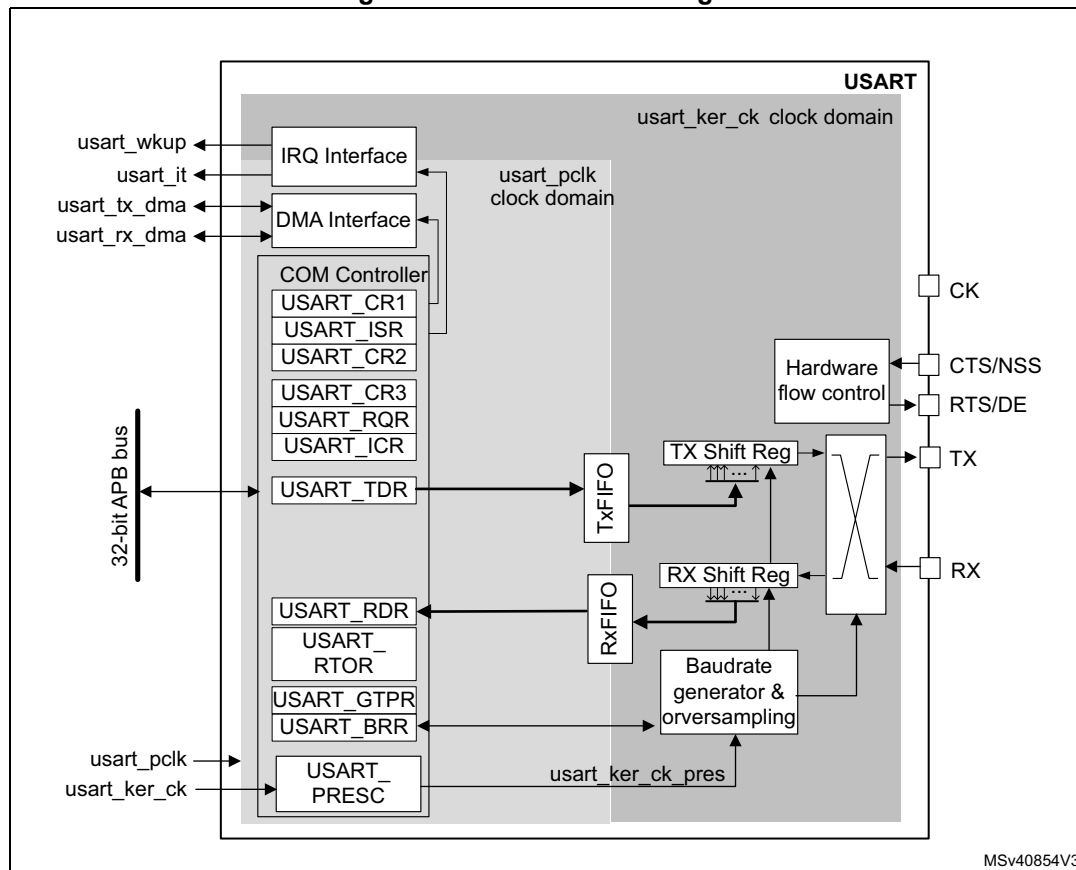 USART
usart_ker_ck clock domain
usart_wkup
IRQ Interface
usart_it
usart_pclk
clock domain
usart_tx_dma
DMA Interface
usart_rx_dma
COM Controller
USART_CR1
USART_ISR
USART_CR2
USART_CR3
USART_RQR
USART_ICR
USART_TDR
32-bit APB bus
TxFIFO
TX Shift Reg
...
Hardware
flow control
CK
CTS/NSS
RTS/DE
TX
RX
RX Shift Reg
...
RxFIFO
USART_RDR
USART_
RTOR
USART_GTPR
USART_BRR
Baudrate
generator &
orversampling
usart_pclk
usart_ker_ck
USART_
PRESC
usart_ker_ck_pres
MSv40854V3